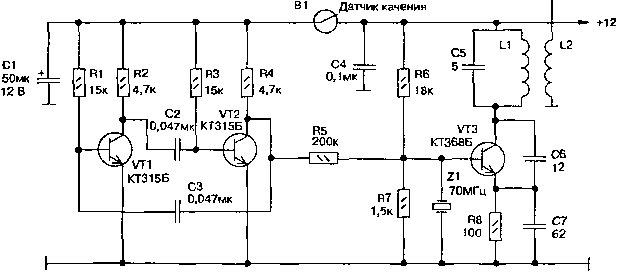 B1 Датчик качения
+12
C1
50мк
12 В
R1
15к
R2
4,7к
R3
15к
R4
4,7к
C2
0,047мк
VT2
КТ315Б
VT1
КТ315Б
C3
0,047мк
R5
200к
C4
0,1мк
R6
18к
R7
1,5к
Z1
70МГц
C5
5
L1
L2
VT3
КТ368Б
R8
100
C6
12
C7
62